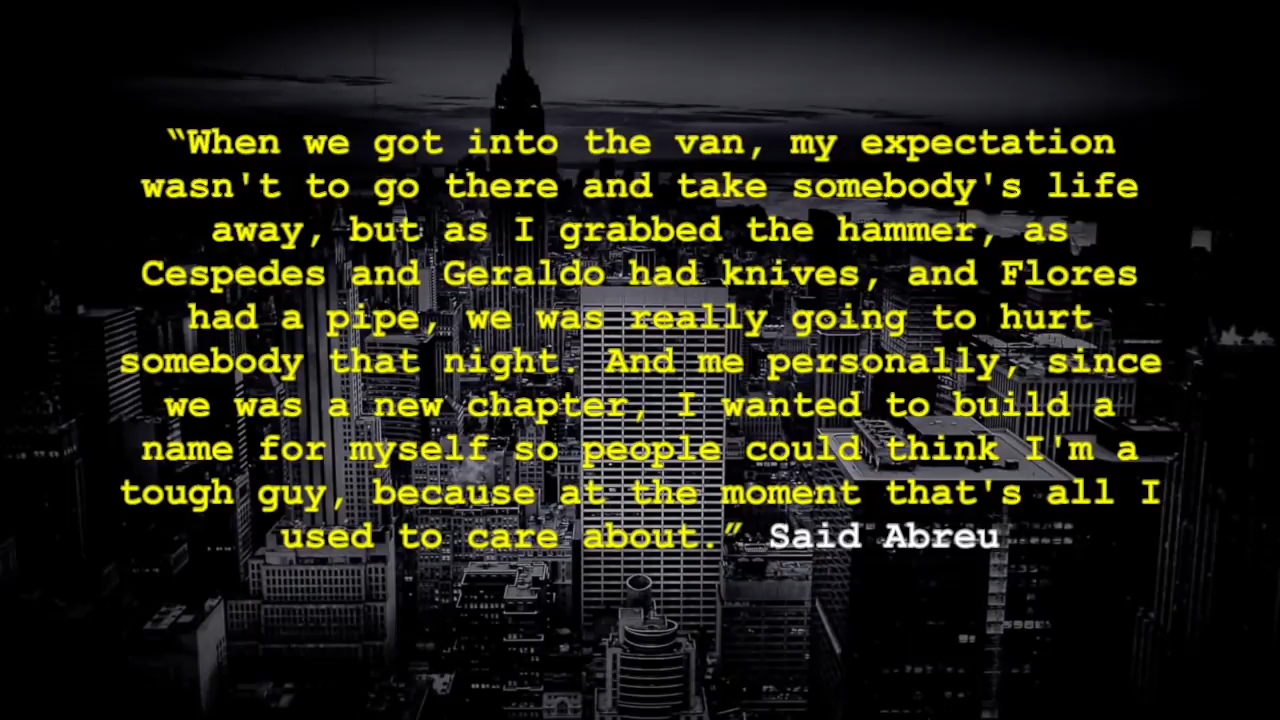 “When we got into the van, my expectation
wasn't to go there and take somebody's life
away, but as I grabbed the hammer, as
Cespedes and Geraldo had knives, and Flores
had a pipe, we was really going to hurt
somebody that night. And me personally, since
we was a new chapter, I wanted to build a
name for myself so people could think I'm a
tough guy, because at the moment that's all I
used to care about.” Said Abreu